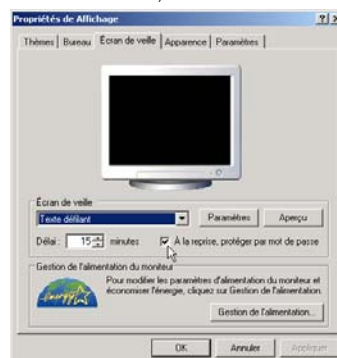 Propriétés de Affichage
Thèmes Bureau Écran de veille Apparence Paramètres
Écran de veille
Texte défilant Paramètres Aperçu
Délai : 15 minutes À la reprise, protéger par mot de passe
Gestion de l'alimentation du moniteur
Pour modifier les paramètres d'alimentation du moniteur et
économiser l'énergie, cliquez sur Gestion de l'alimentation.
energy
Gestion de l'alimentation...
OK Annuler Appliquer